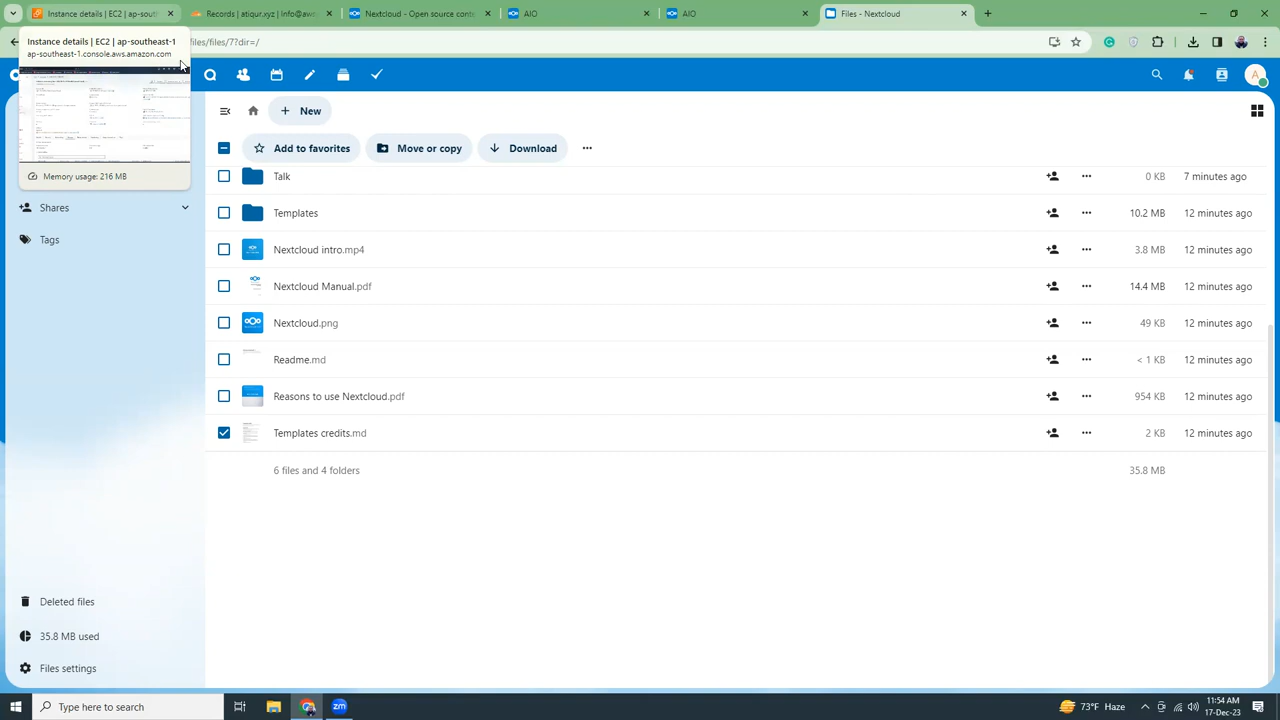 Instance details | EC2 | ap-sout
Records | atiqur.xyz | Info@aws
Nextcloud - Open source cont
AIO
AIO
Files - Nextcloud
files/files/7?dir=/
Instance details | EC2 | ap-southeast-1
ap-southeast-1.console.aws.amazon.com
Memory usage: 216 MB
A
Add to favorites
Move or copy
Download
Talk
0 KB
7 minutes ago
Shares
Templates
10.2 MB
12 minutes ago
Tags
Nextcloud intro.mp4
3.8 MB
12 minutes ago
Nextcloud Manual.pdf
14.4 MB
12 minutes ago
Nextcloud.png
49 KB
12 minutes ago
Readme.md
< 1 KB
12 minutes ago
Reasons to use Nextcloud.pdf
954 KB
12 minutes ago
Templates credits.md
2 KB
12 minutes ago
6 files and 4 folders
35.8 MB
Deleted files
35.8 MB used
Files settings
Type here to search
zm
73°F Haze
11:54 AM
17-Dec-23